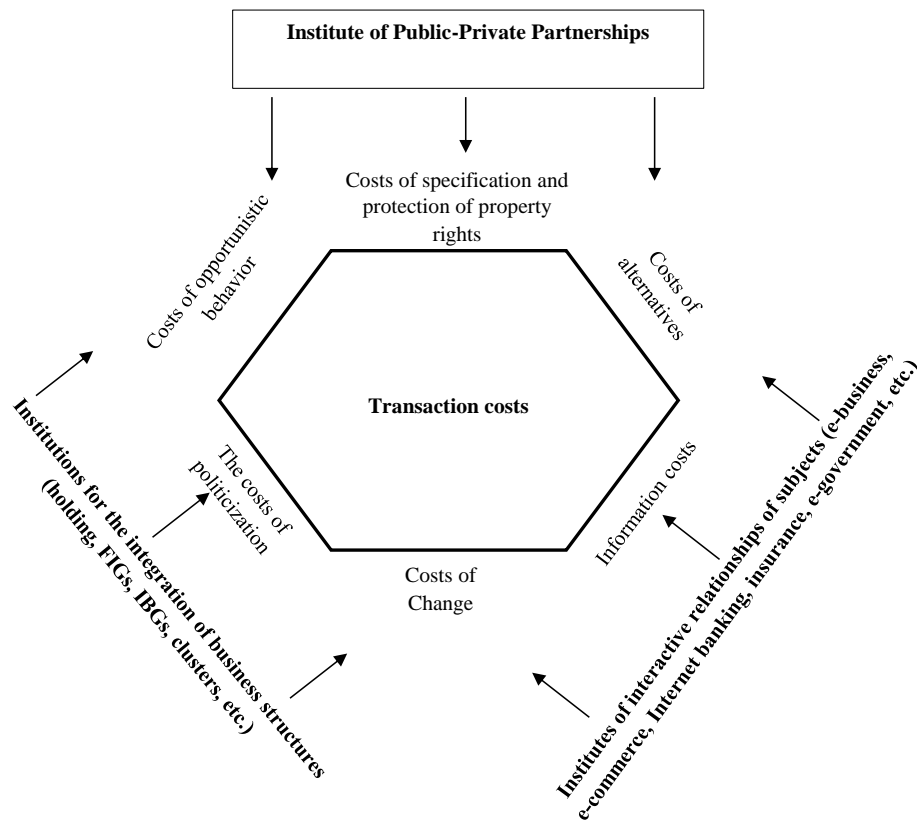 Institute of Public-Private Partnerships
Costs of specification and
protection of property
rights
Costs of opportunistic
behavior
Costs of
alternatives
Transaction costs
The costs of
politicization
Information costs
Costs of
Change
Institutions for the integration of business structures
(holding, FIGs, IBGs, clusters, etc.)
Institutes of interactive relationships of subjects (e-business,
e-commerce, Internet banking, insurance, e-government, etc.)